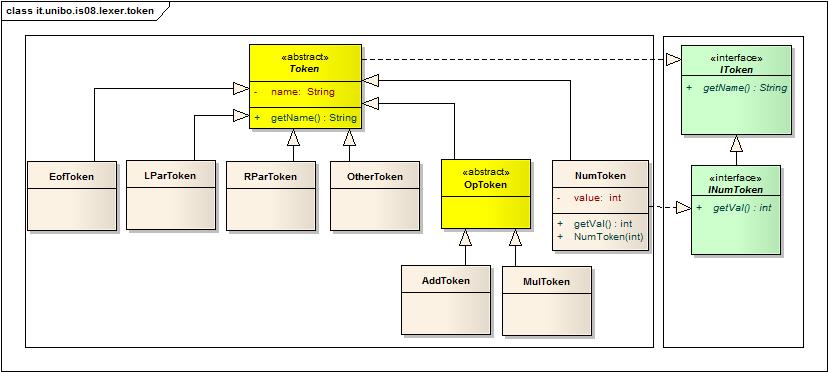 class it.unibo.is08.lexer.token
«abstract»
Token
- name: String
+ getName() : String
«interface»
IToken
+ getName() : String
EofToken
LParToken
RParToken
OtherToken
«abstract»
OpToken
NumToken
- value: int
+ getVal() : int
+ NumToken(int)
«interface»
INumToken
+ getVal() : int
AddToken
MulToken